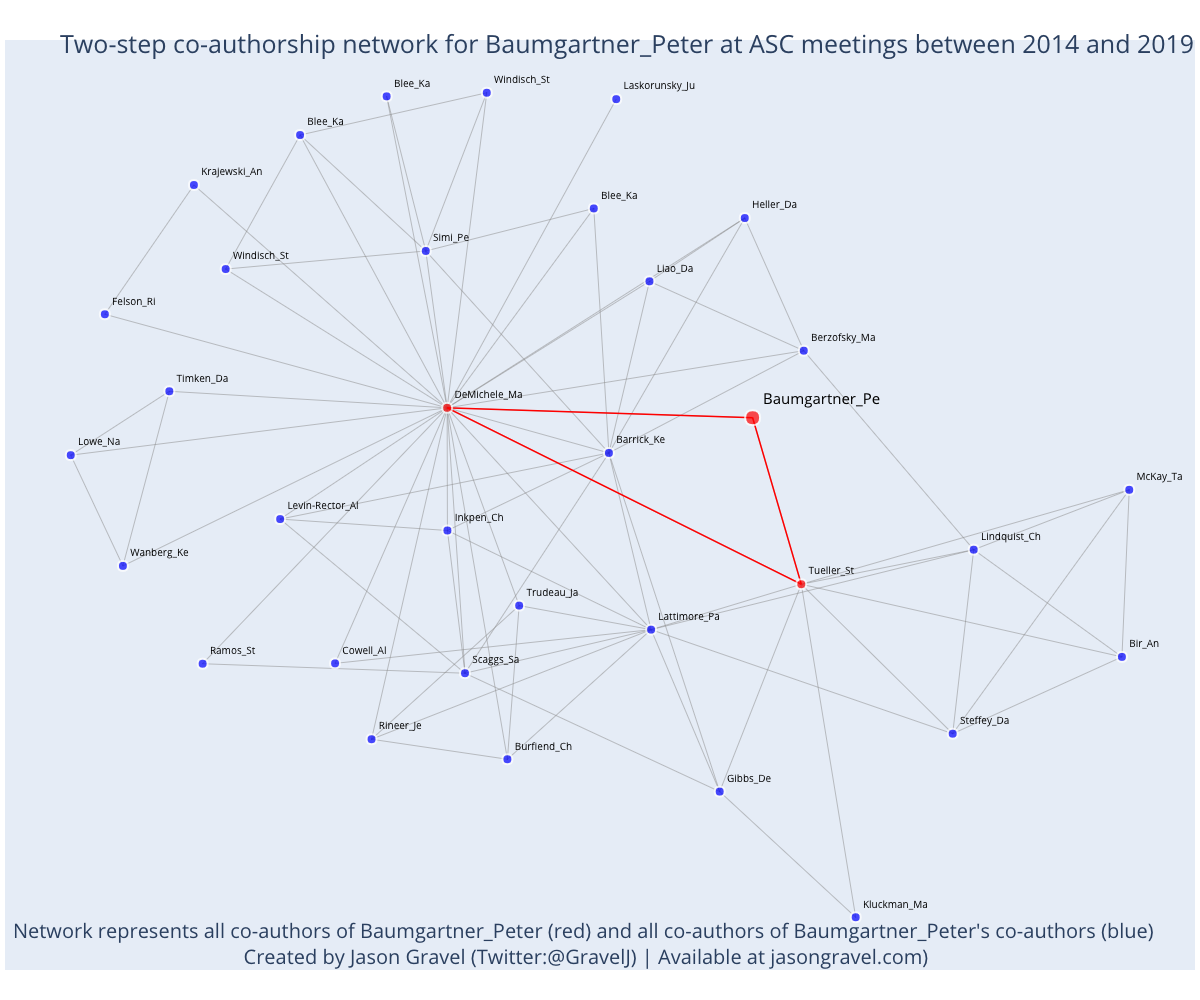 Two-step co-authorship network for Baumgartner_Peter at ASC meetings between 2014 and 2019
Blee_Ka
Windisch_St
Laskorunsky_Ju
Blee_Ka
Krajewski_An
Blee_Ka
Heller_Da
Simi_Pe
Windisch_St
Liao_Da
Felson_Ri
Berzofsky_Ma
Timken_Da
DeMichele_Ma
Baumgartner_Pe
Lowe_Na
Barrick_Ke
McKay_Ta
Levin-Rector_Al
Inkpen_Ch
Lindquist_Ch
Wanberg_Ke
Tueller_St
Trudeau_Ja
Lattimore_Pa
Bir_An
Ramos_St
Cowell_Al
Scaggs_Sa
Steffey_Da
Rineer_Je
Burfiend_Ch
Gibbs_De
Kluckman_Ma
Network represents all co-authors of Baumgartner_Peter (red) and all co-authors of Baumgartner_Peter's co-authors (blue)
Created by Jason Gravel (Twitter:@GravelJ) | Available at jasongravel.com)